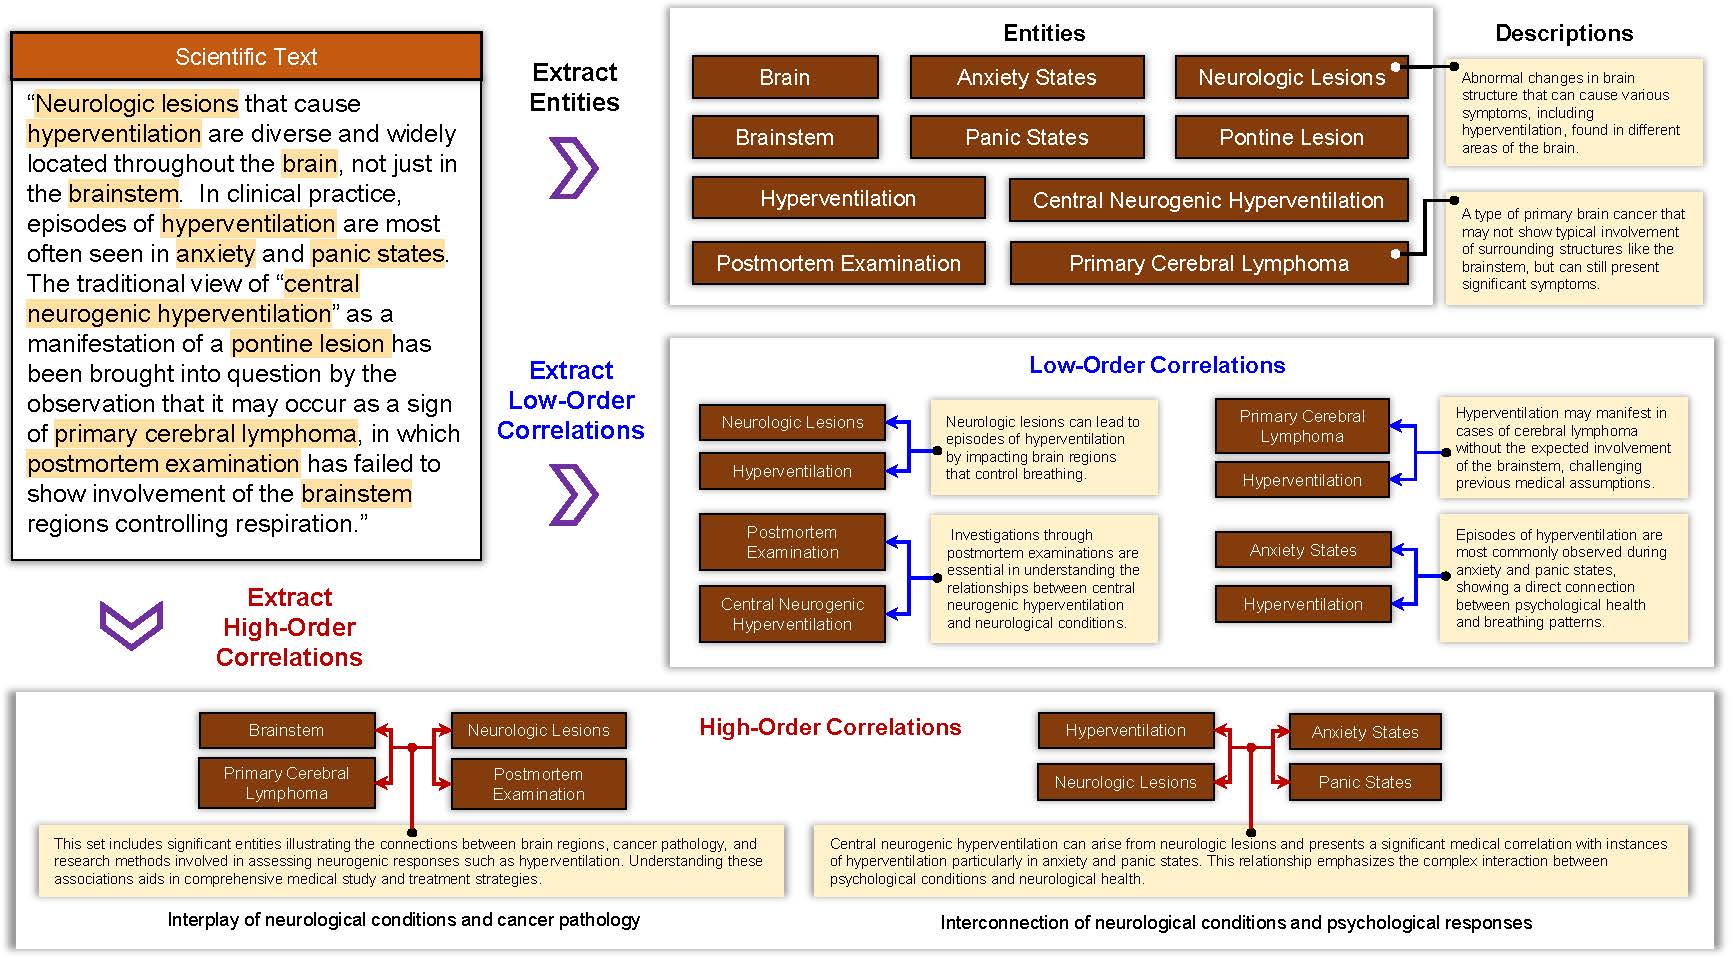 Scientific Text
“Neurologic lesions that cause
hyperventilation are diverse and widely
located throughout the brain, not just in
the brainstem.  In clinical practice,
episodes of hyperventilation are most
often seen in anxiety and panic states.
The traditional view of “central
neurogenic hyperventilation” as a
manifestation of a pontine lesion has
been brought into question by the
observation that it may occur as a sign
of primary cerebral lymphoma, in which
postmortem examination has failed to
show involvement of the brainstem
regions controlling respiration.”
Extract
Entities
Entities
Brain
Anxiety States
Neurologic Lesions
Brainstem
Panic States
Pontine Lesion
Hyperventilation
Central Neurogenic Hyperventilation
Postmortem Examination
Primary Cerebral Lymphoma
Descriptions
Abnormal changes in brain
structure that can cause various
symptoms, including
hyperventilation, found in different
areas of the brain.
A type of primary brain cancer that
may not show typical involvement
of surrounding structures like the
brainstem, but can still present
significant symptoms.
Extract
Low-Order
Correlations
Low-Order Correlations
Neurologic Lesions
Hyperventilation
Neurologic lesions can lead to
episodes of hyperventilation
by impacting brain regions
that control breathing.
Primary Cerebral
Lymphoma
Hyperventilation
Hyperventilation may manifest in
cases of cerebral lymphoma
without the expected involvement
of the brainstem, challenging
previous medical assumptions.
Postmortem
Examination
Central Neurogenic
Hyperventilation
Investigations through
postmortem examinations are
essential in understanding the
relationships between central
neurogenic hyperventilation
and neurological conditions.
Anxiety States
Hyperventilation
Episodes of hyperventilation are
most commonly observed during
anxiety and panic states,
showing a direct connection
between psychological health
and breathing patterns.
Extract
High-Order
Correlations
High-Order Correlations
Brainstem
Neurologic Lesions
Primary Cerebral
Lymphoma
Postmortem
Examination
This set includes significant entities illustrating the connections between brain regions, cancer pathology, and
research methods involved in assessing neurogenic responses such as hyperventilation. Understanding these
associations aids in comprehensive medical study and treatment strategies.
Interplay of neurological conditions and cancer pathology
Hyperventilation
Anxiety States
Neurologic Lesions
Panic States
Central neurogenic hyperventilation can arise from neurologic lesions and presents a significant medical correlation with instances
of hyperventilation particularly in anxiety and panic states. This relationship emphasizes the complex interaction between
psychological conditions and neurological health.
Interconnection of neurological conditions and psychological responses